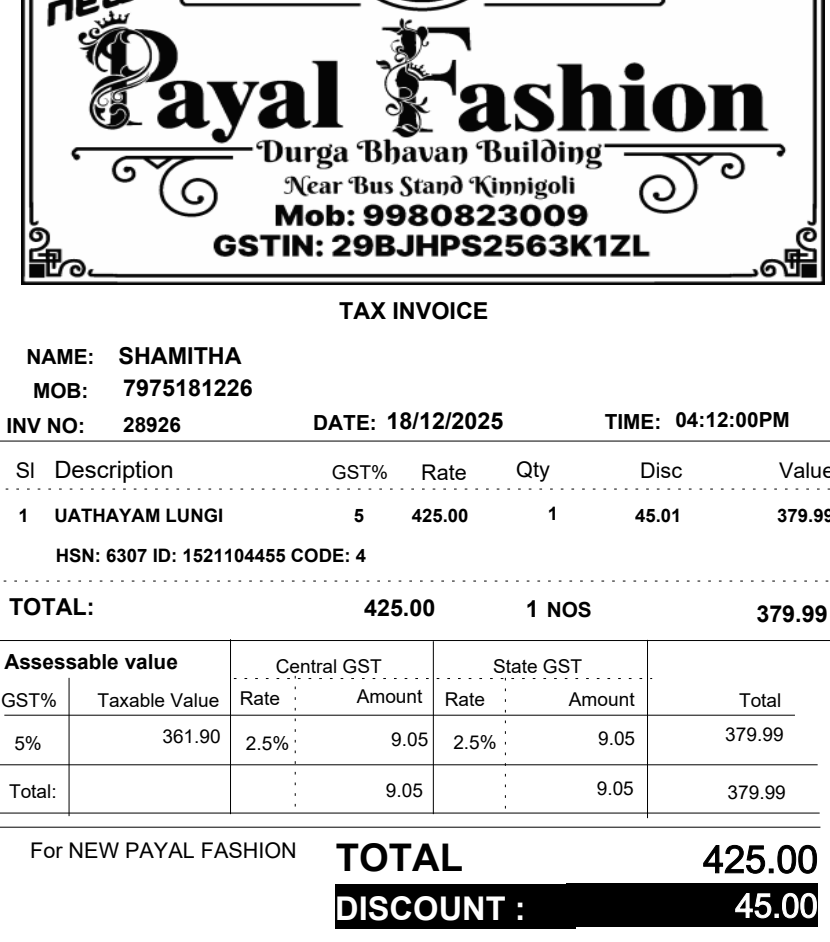 new
Payal Fashion
Durga Bhavan Building
Near Bus Stand Kinnigoli
Mob: 9980823009
GSTIN: 29BJHPS2563K1ZL
TAX INVOICE
NAME: SHAMITHA
MOB: 7975181226
INV NO: 28926 DATE: 18/12/2025 TIME: 04:12:00PM
Sl Description GST% Rate Qty Disc Value
1 UATHAYAM LUNGI 5 425.00 1 45.01 379.99
HSN: 6307 ID: 1521104455 CODE: 4
TOTAL: 425.00 1 NOS 379.99
Assessable value Central GST State GST
GST% Taxable Value Rate Amount Rate Amount Total
5% 361.90 2.5% 9.05 2.5% 9.05 379.99
Total: 9.05 9.05 379.99
For NEW PAYAL FASHION TOTAL 425.00
DISCOUNT : 45.00